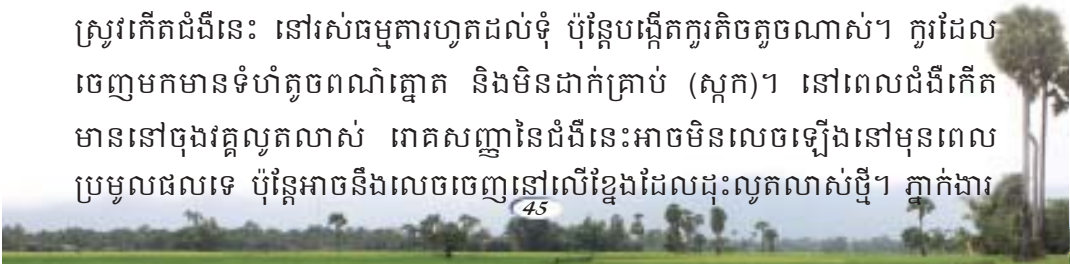 ស្រូវកើតជំងឺនេះ នៅរស់ធម្មតារហូតដល់ទុំ ប៉ុន្តែបង្កើតកួរតិចតួចណាស់។ កួរដែល
ចេញមកមានទំហំតូចពណ៌ត្នោត និងមិនដាក់គ្រាប់ (ស្កក)។ នៅពេលជំងឺកើត
មាននៅចុងវគ្គលូតលាស់ រោគសញ្ញានៃជំងឺនេះអាចមិនលេចឡើងនៅមុនពេល
ប្រមូលផលទេ ប៉ុន្តែអាចនឹងលេចចេញនៅលើខ្នែងដែលដុះលូតលាស់ថ្មី។ ភ្នាក់ងារ
45